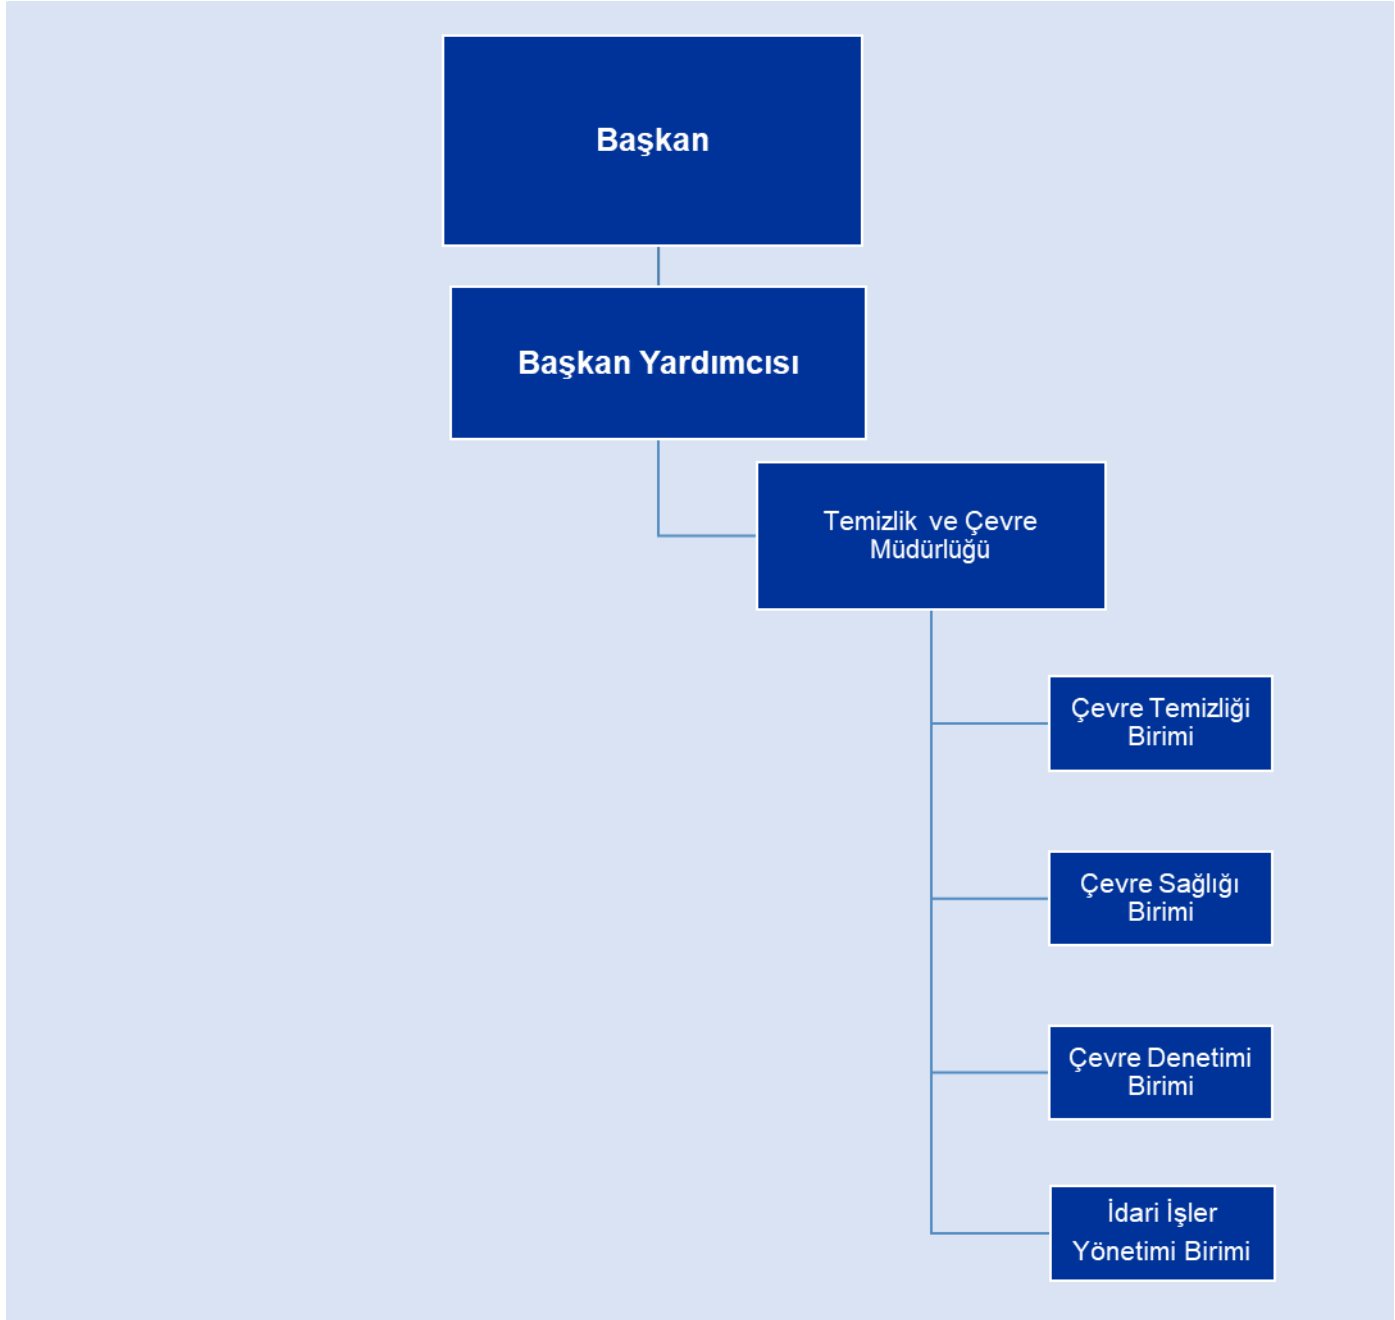 Başkan
Başkan Yardımcısı
Temizlik ve Çevre
Müdürlüğü
Çevre Temizliği
Birimi
Çevre Sağlığı
Birimi
Çevre Denetimi
Birimi
İdari İşler
Yönetimi Birimi